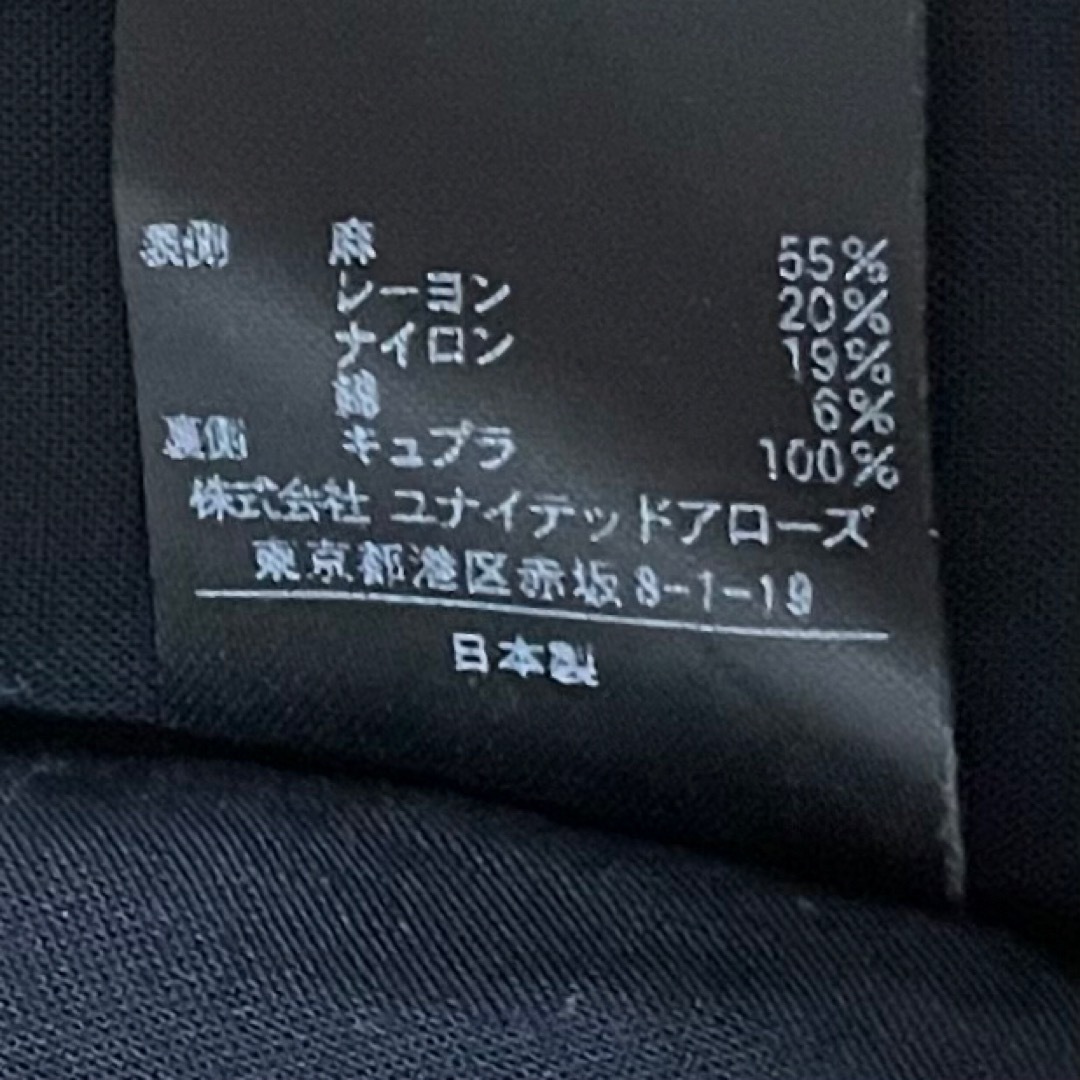 表側 麻 55%
レーヨン 20%
ナイロン 19%
綿 6%
裏側 キュプラ 100%
株式会社 ユナイテッドアローズ
東京都港区赤坂8-1-19
日本製